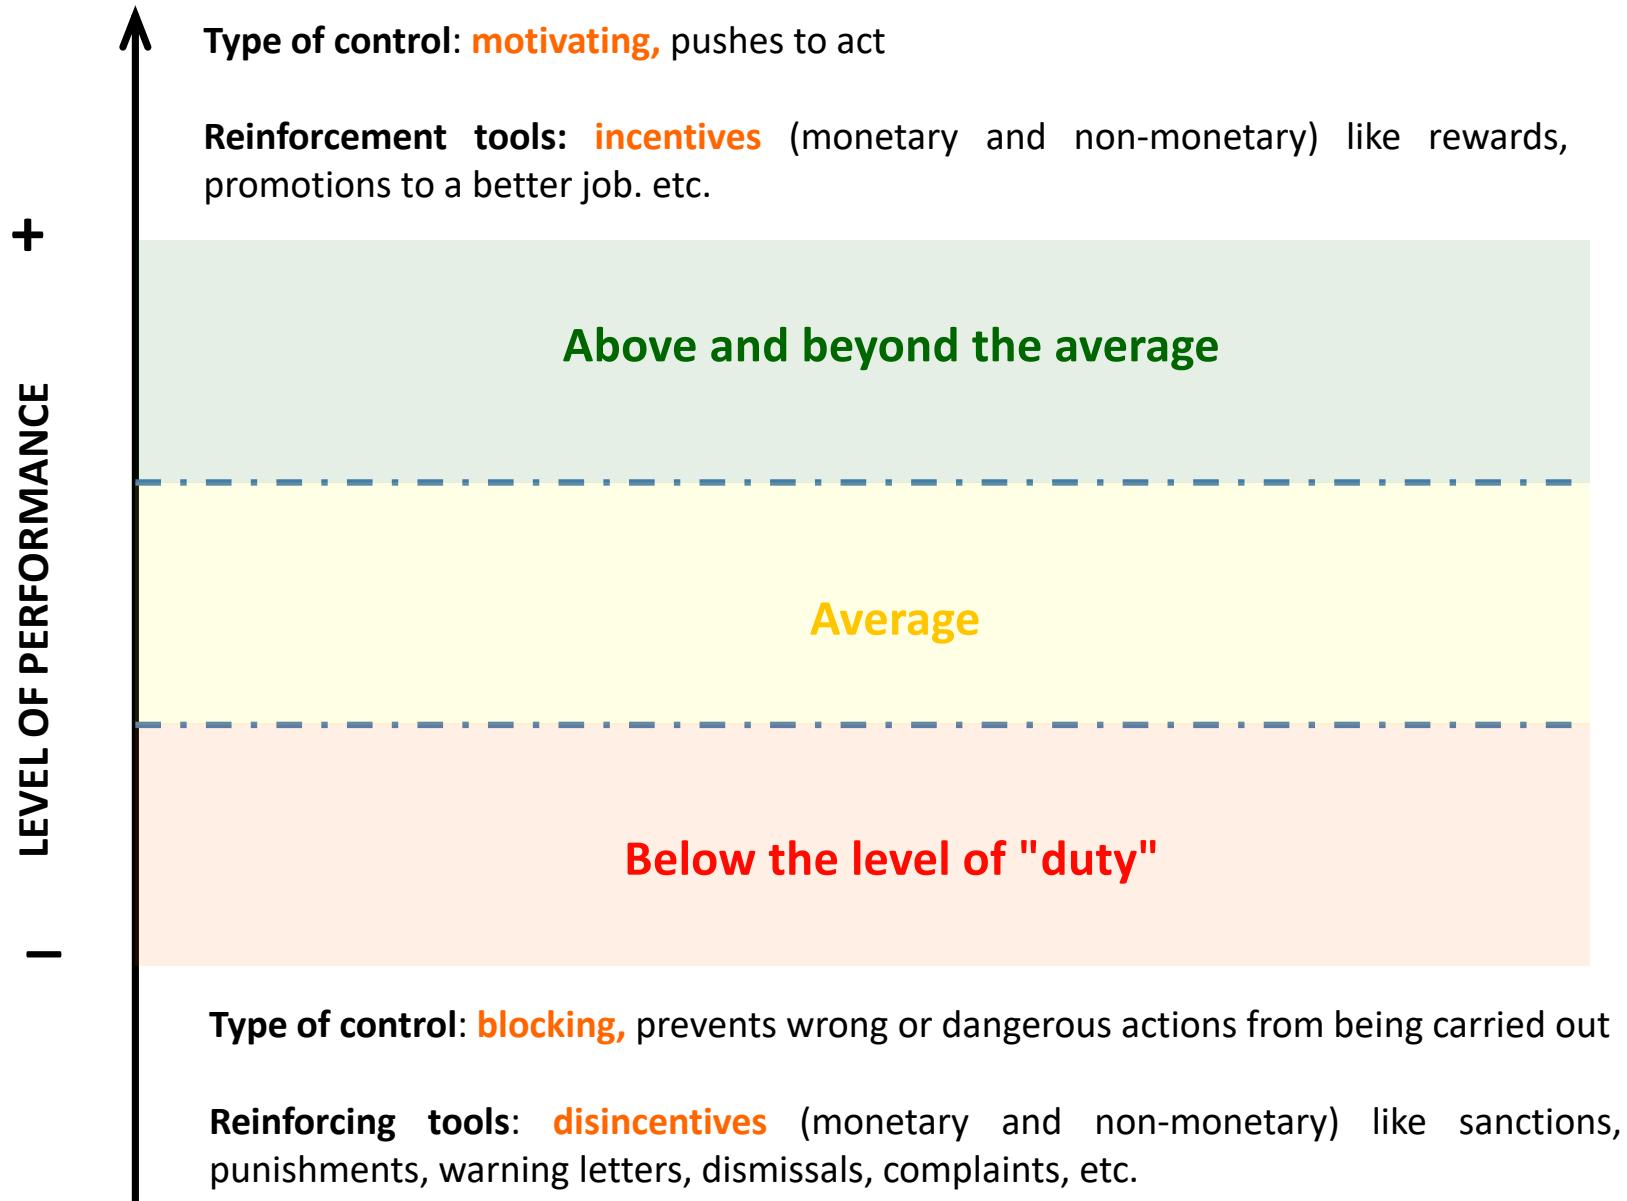 Type of control: motivating, pushes to act
Reinforcement tools: incentives (monetary and non-monetary) like rewards,
promotions to a better job. etc.
+
LEVEL OF PERFORMANCE
Above and beyond the average
Average
Below the level of "duty"
–
Type of control: blocking, prevents wrong or dangerous actions from being carried out
Reinforcing tools: disincentives (monetary and non-monetary) like sanctions,
punishments, warning letters, dismissals, complaints, etc.